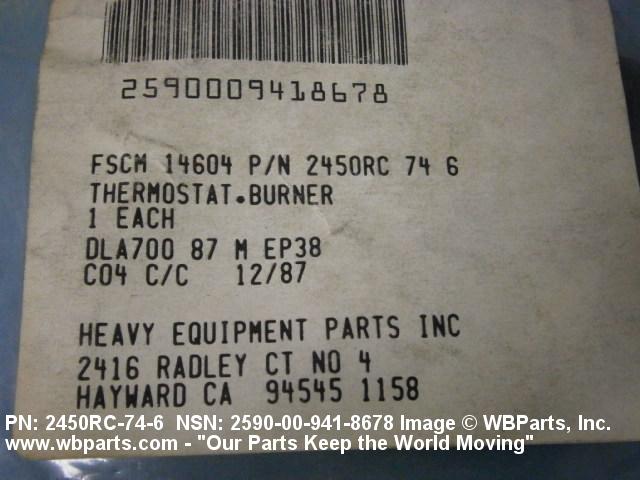 2590009418678
FSCM 14604 P/N 2450RC 74 6
THERMOSTAT.BURNER
1 EACH
DLA700 87 M EP38
C04 C/C 12/87
HEAVY EQUIPMENT PARTS INC
2416 RADLEY CT NO 4
HAYWARD CA 94545 1158
PN: 2450RC-74-6 NSN: 2590-00-941-8678 Image © WBParts, Inc.
www.wbparts.com - "Our Parts Keep the World Moving"